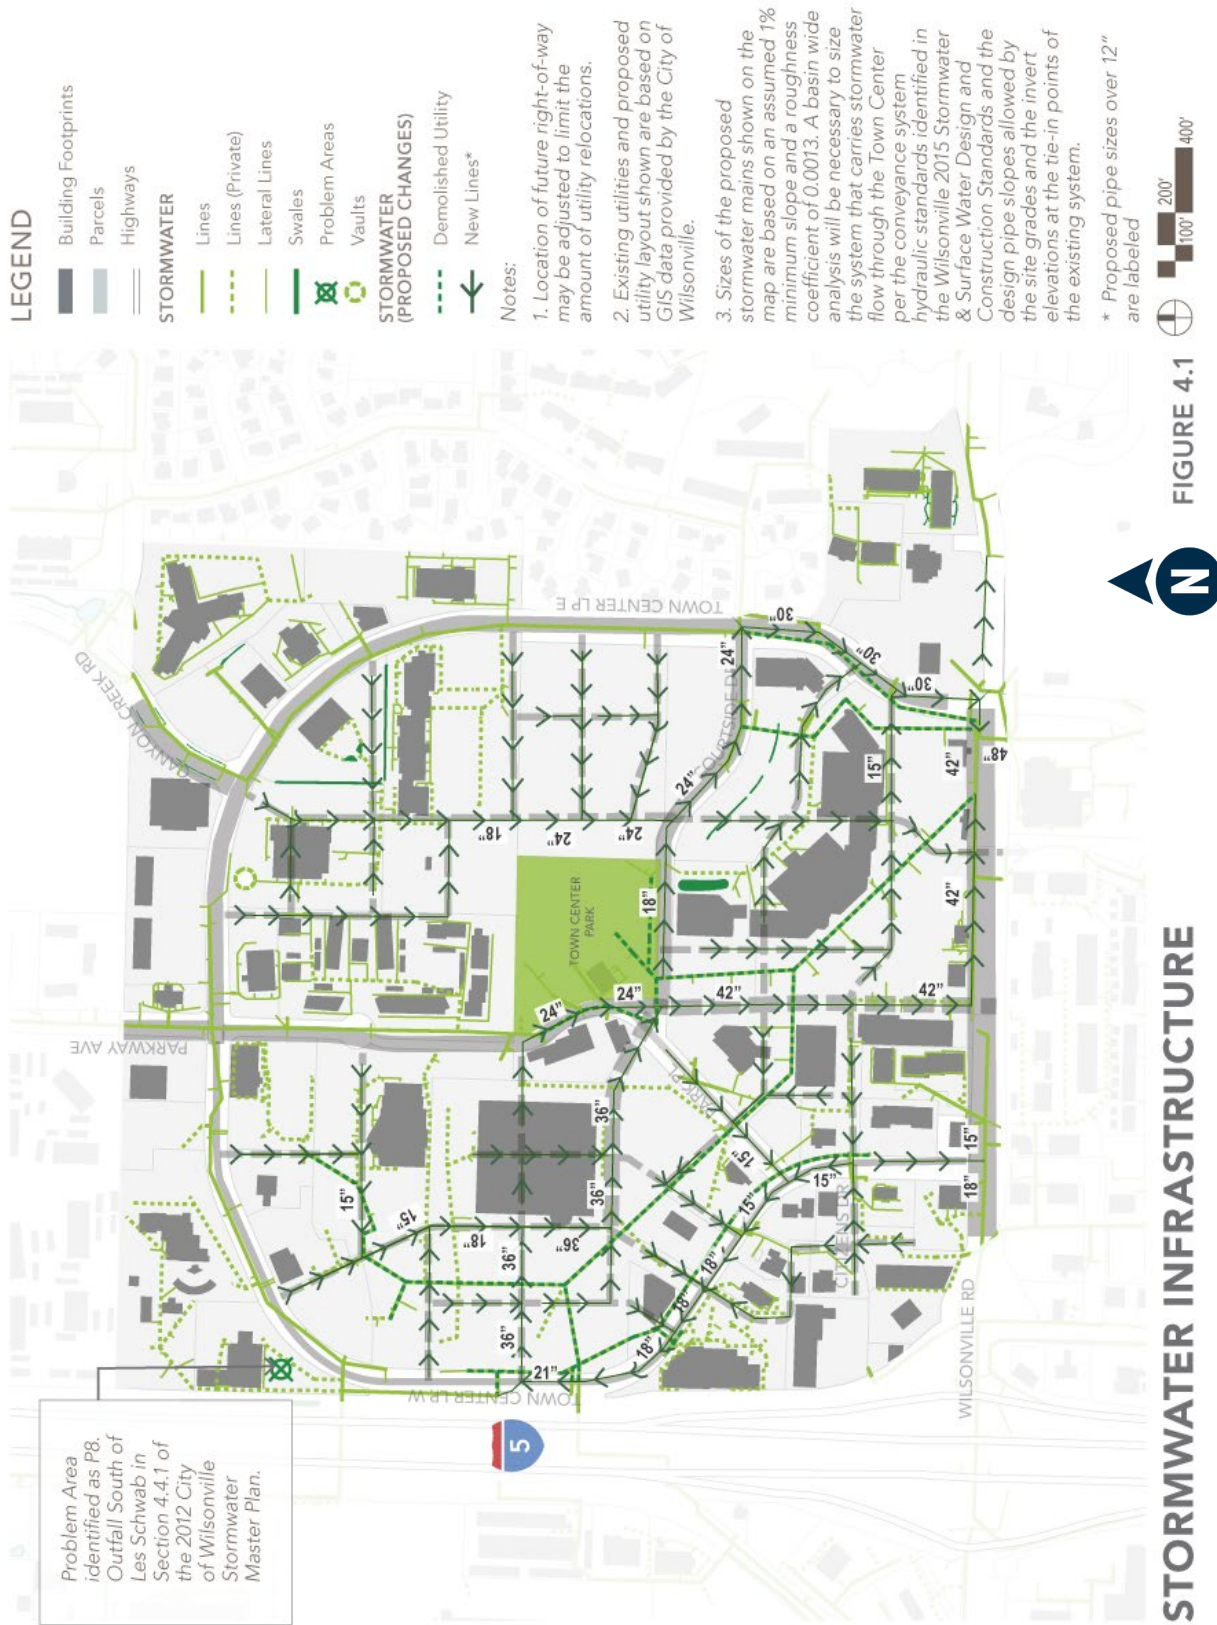 Problem Area
identified as P8.
Outfall South of
Les Schwab in
Section 4.4.1 of
the 2012 City
of Wilsonville
Stormwater
Master Plan.
PARKWAY AVE
CANYON CREEK RD
TOWN CENTER LP E
TOWN CENTER LP W
TOWN CENTER
PARK
COURTSIDE DR
PARK PL
CITIZENS DR
WILSONVILLE RD
5
15"
15"
18"
36"
36"
36"
36"
36"
21"
18"
18"
18"
15"
15"
15"
18"
15"
24"
24"
42"
42"
18"
18"
24"
24"
24"
24"
15"
42"
42"
48"
30"
30"
30"
LEGEND
Building Footprints
Parcels
Highways
STORMWATER
Lines
Lines (Private)
Lateral Lines
Swales
Problem Areas
Vaults
STORMWATER
(PROPOSED CHANGES)
Demolished Utility
New Lines*
Notes:
1. Location of future right-of-way
may be adjusted to limit the
amount of utility relocations.
2. Existing utilities and proposed
utility layout shown are based on
GIS data provided by the City of
Wilsonville.
3. Sizes of the proposed
stormwater mains shown on the
map are based on an assumed 1%
minimum slope and a roughness
coefficient of 0.0013. A basin wide
analysis will be necessary to size
the system that carries stormwater
flow through the Town Center
per the conveyance system
hydraulic standards identified in
the Wilsonville 2015 Stormwater
& Surface Water Design and
Construction Standards and the
design pipe slopes allowed by
the site grades and the invert
elevations at the tie-in points of
the existing system.
* Proposed pipe sizes over 12"
are labeled
100'
200'
400'
STORMWATER INFRASTRUCTURE
N
FIGURE 4.1